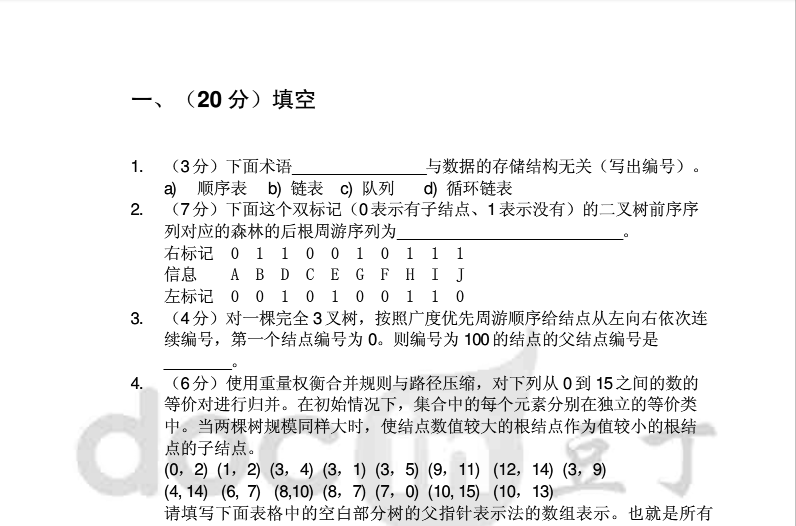 一、（20 分）填空
1. （3 分）下面术语________________与数据的存储结构无关（写出编号）。
a) 顺序表 b) 链表 c) 队列 d) 循环链表
2. （7 分）下面这个双标记（0 表示有子结点、1 表示没有）的二叉树前序序
列对应的森林的后根周游序列为___________________________。
右标记 0 1 1 0 0 1 0 1 1 1
信息 A B D C E G F H I J
左标记 0 0 1 0 1 0 0 1 1 0
3. （4 分）对一棵完全 3 叉树，按照广度优先周游顺序给结点从左向右依次连
续编号，第一个结点编号为 0。则编号为 100 的结点的父结点编号是
________。
4. （6 分）使用重量权衡合并规则与路径压缩，对下列从 0 到 15 之间的数的
等价对进行归并。在初始情况下，集合中的每个元素分别在独立的等价类
中。当两棵树规模同样大时，使结点数值较大的根结点作为值较小的根结
点的子结点。
(0，2) (1，2) (3，4) (3，1) (3，5) (9，11) (12，14) (3，9)
(4, 14) (6，7) (8,10) (8，7) (7，0) (10, 15) (10，13)
请填写下面表格中的空白部分树的父指针表示法的数组表示。也就是所有
docin 豆丁